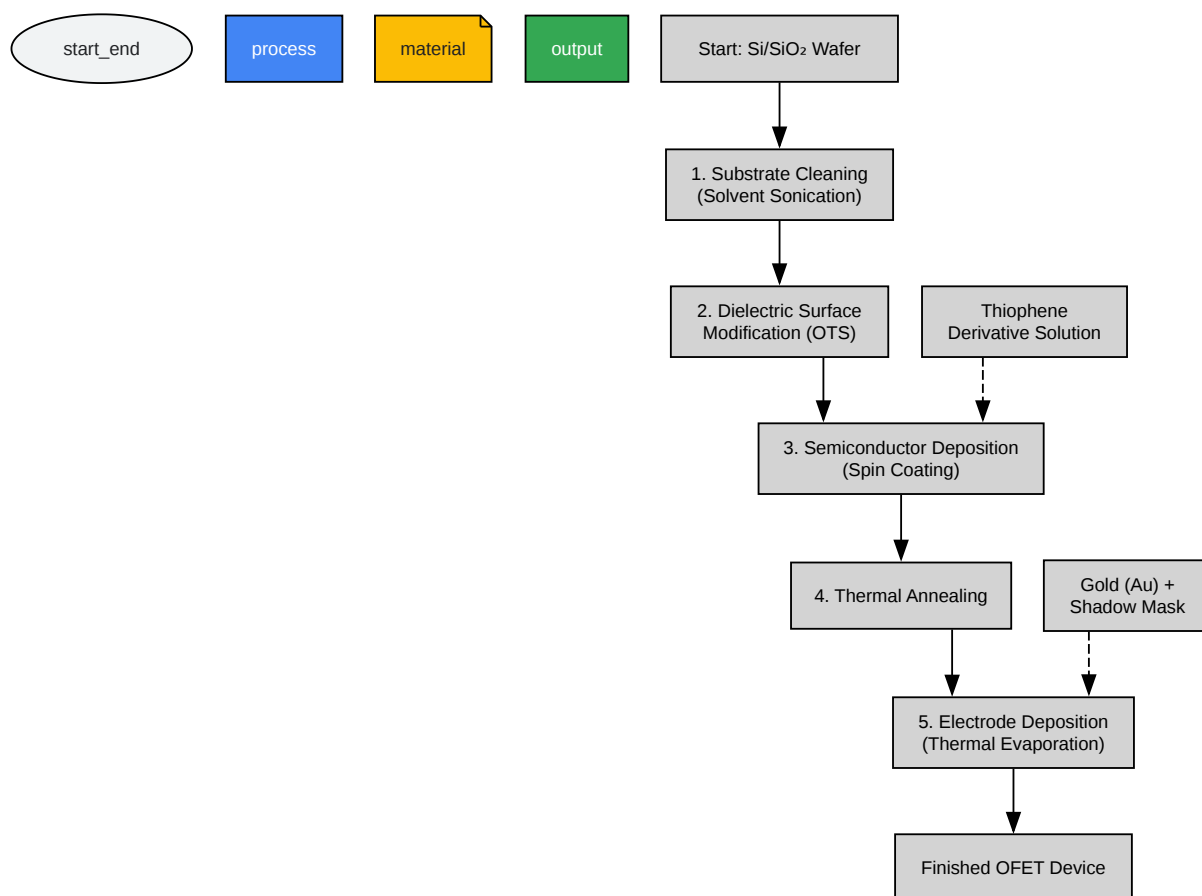 start_end
process
material
output
Start: Si/SiO₂ Wafer
1. Substrate Cleaning
(Solvent Sonication)
2. Dielectric Surface
Modification (OTS)
Thiophene
Derivative Solution
3. Semiconductor Deposition
(Spin Coating)
4. Thermal Annealing
Gold (Au) +
Shadow Mask
5. Electrode Deposition
(Thermal Evaporation)
Finished OFET Device